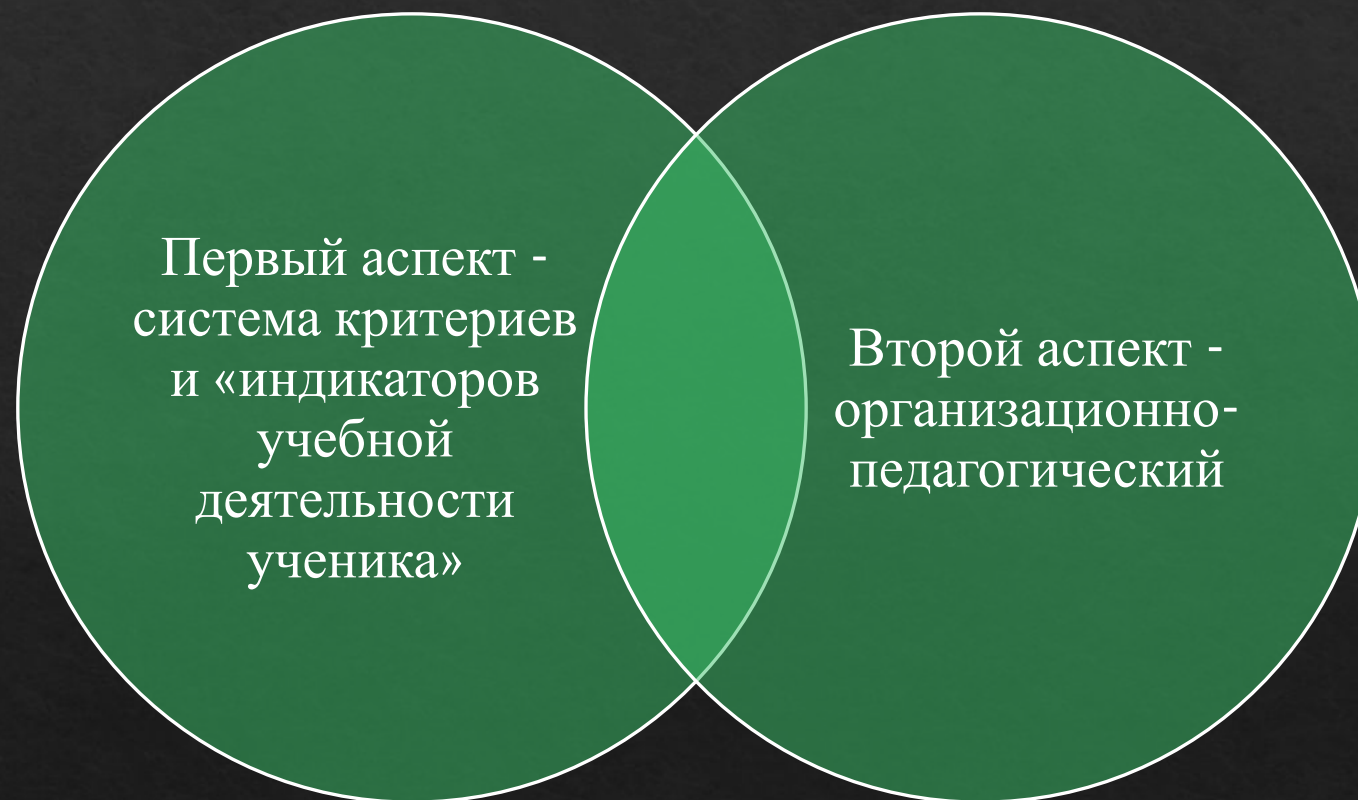 Первый аспект -
система критериев
и «индикаторов
учебной
деятельности
ученика»
Второй аспект -
организационно-
педагогический